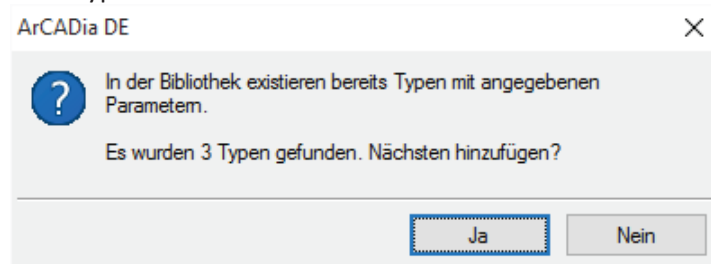 ArCADia DE
In der Bibliothek existieren bereits Typen mit angegebenen
Parametern.
Es wurden 3 Typen gefunden. Nächsten hinzufügen?
Ja
Nein